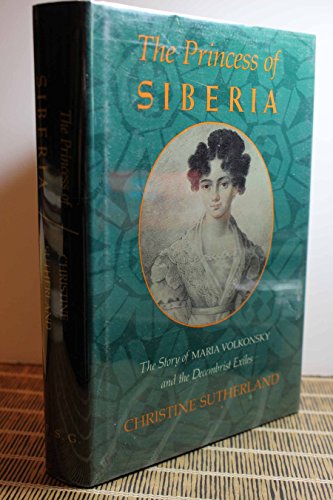 The Princess of
SIBERIA
The Story of MARIA VOLKONSKY
and the Decembrist Exiles
CHRISTINE SUTHERLAND
The Princess of
SIBERIA
CHRISTINE
SUTHERLAND
S G